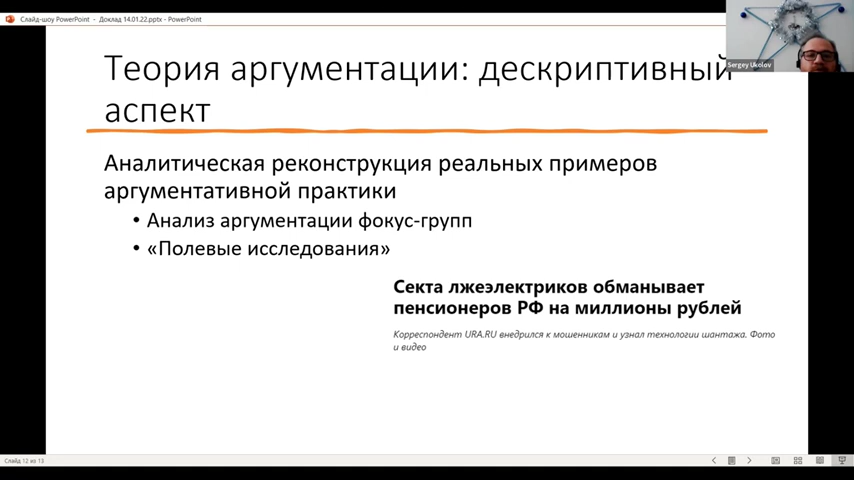 Слайд-шоу PowerPoint - Доклад 14.01.22.pptx - PowerPoint
Sergey Ukolov
Теория аргументации: дескриптивный
аспект
Аналитическая реконструкция реальных примеров
аргументативной практики
• Анализ аргументации фокус-групп
• «Полевые исследования»
Секта лжеэлектриков обманывает
пенсионеров РФ на миллионы рублей
Корреспондент URA.RU внедрился к мошенникам и узнал технологии шантажа. Фото
и видео
Слайд 12 из 13